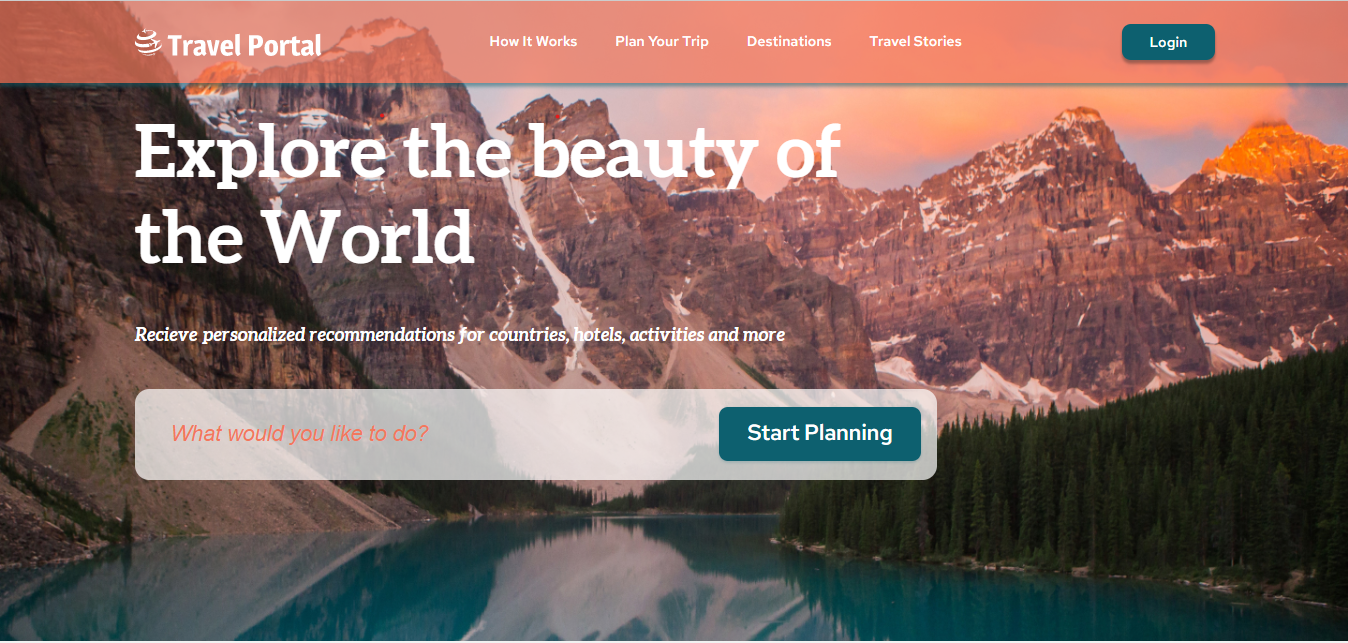 Travel Portal
How It Works
Plan Your Trip
Destinations
Travel Stories
Login
Explore the beauty of
the World
Recieve personalized recommendations for countries, hotels, activities and more
What would you like to do?
Start Planning